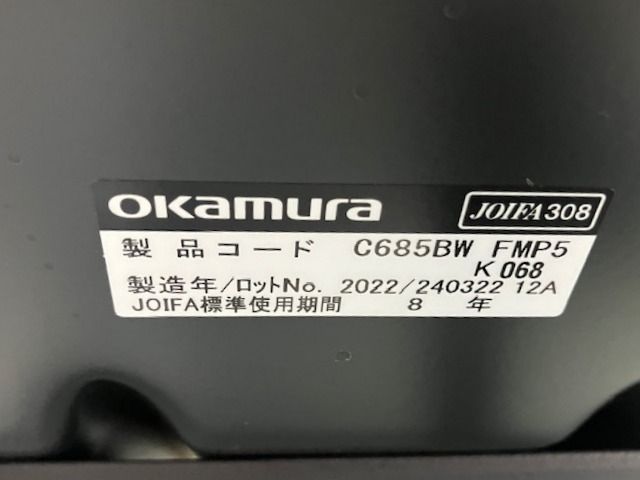 okamura JOIFA308
製品コード C685BW FMP5
K 068
製造年/ロットNo. 2022/240322 12A
JOIFA標準使用期間 8 年